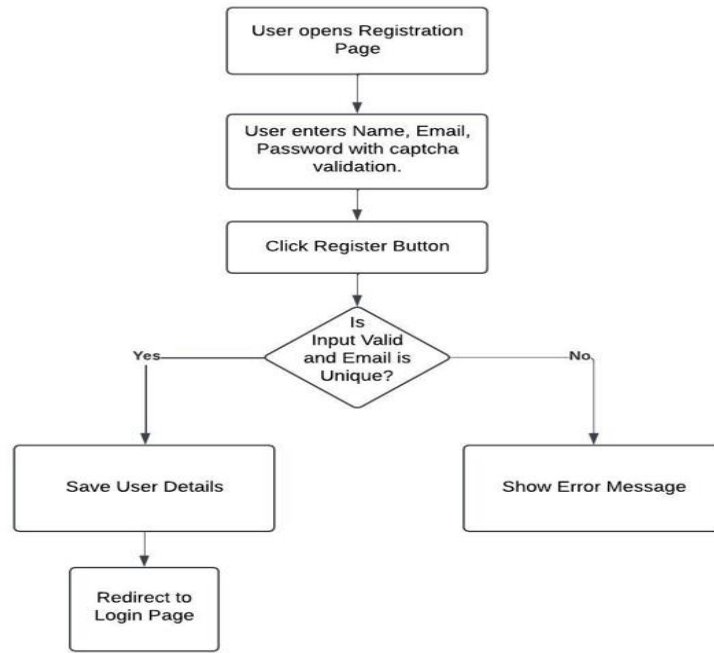 User opens Registration
Page
User enters Name, Email,
Password with captcha
validation.
Click Register Button
Is
Input Valid
and Email is
Unique?
Yes
No
Save User Details
Show Error Message
Redirect to
Login Page